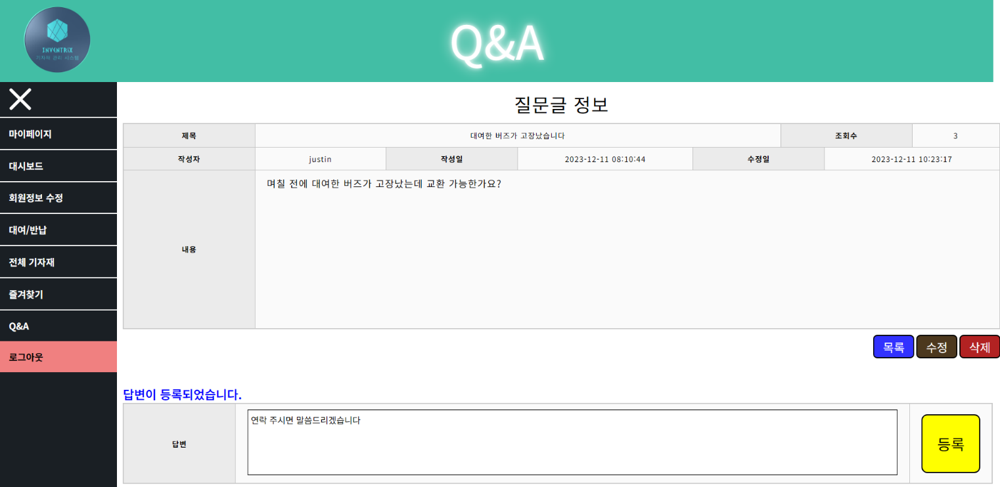 INVENTRiX
기자재 관리 시스템
Q&A
마이페이지
대시보드
회원정보 수정
대여/반납
전체 기자재
즐겨찾기
Q&A
로그아웃
질문글 정보
제목 대여한 버즈가 고장났습니다 조회수 3
작성자 justin 작성일 2023-12-11 08:10:44 수정일 2023-12-11 10:23:17
내용 며칠 전에 대여한 버즈가 고장났는데 교환 가능한가요?
목록 수정 삭제
답변이 등록되었습니다.
답변 연락 주시면 말씀드리겠습니다 등록